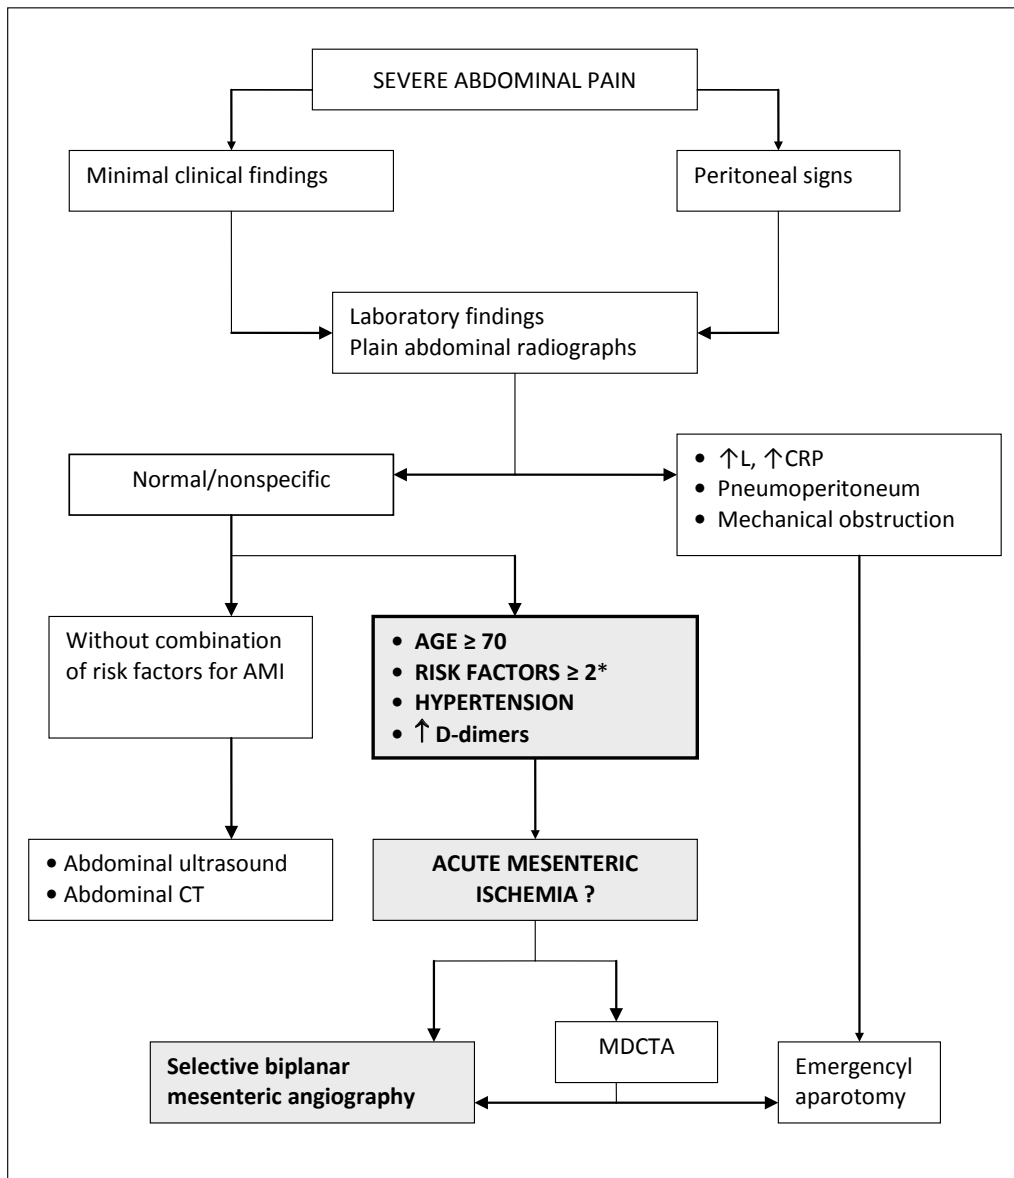 SEVERE ABDOMINAL PAIN
Minimal clinical findings
Peritoneal signs
Laboratory findings
Plain abdominal radiographs
Normal/nonspecific
• ↑L, ↑CRP
• Pneumoperitoneum
• Mechanical obstruction
Without combination
of risk factors for AMI
• AGE ≥ 70
• RISK FACTORS ≥ 2*
• HYPERTENSION
• ↑ D-dimers
• Abdominal ultrasound
• Abdominal CT
ACUTE MESENTERIC
ISCHEMIA ?
Selective biplanar
mesenteric angiography
MDCTA
Emergencyl
aparotomy